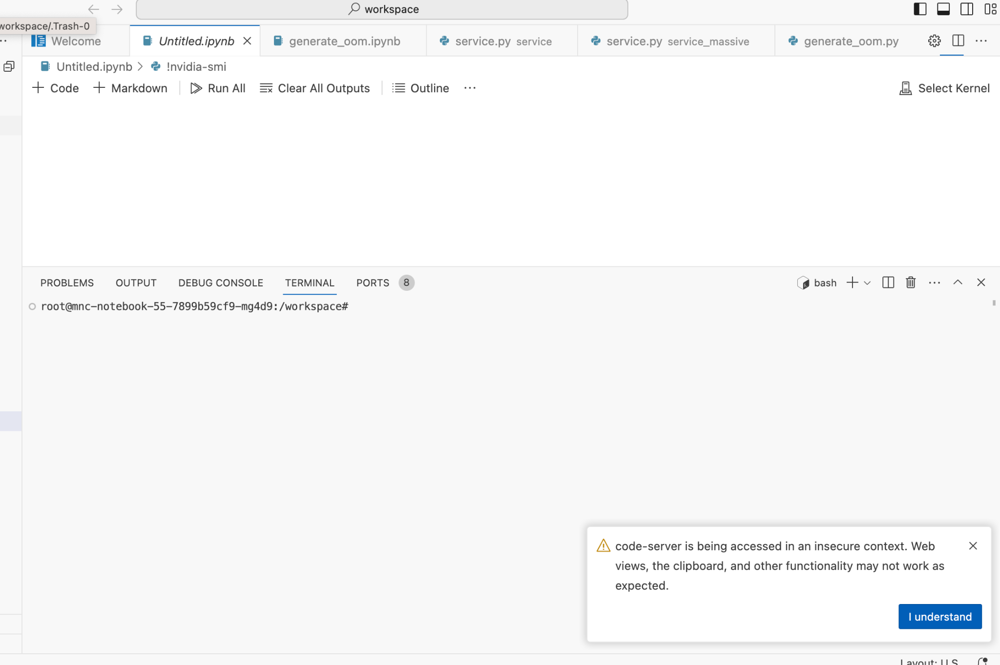 workspace
workspace/.Trash-0
Welcome
Untitled.ipynb
generate_oom.ipynb
service.py service
service.py service_massive
generate_oom.py
Untitled.ipynb > !nvidia-smi
Code
Markdown
Run All
Clear All Outputs
Outline
Select Kernel
PROBLEMS
OUTPUT
DEBUG CONSOLE
TERMINAL
PORTS 8
bash
root@mnc-notebook-55-7899b59cf9-mg4d9:/workspace#
code-server is being accessed in an insecure context. Web
views, the clipboard, and other functionality may not work as
expected.
I understand
Layout: U.S.